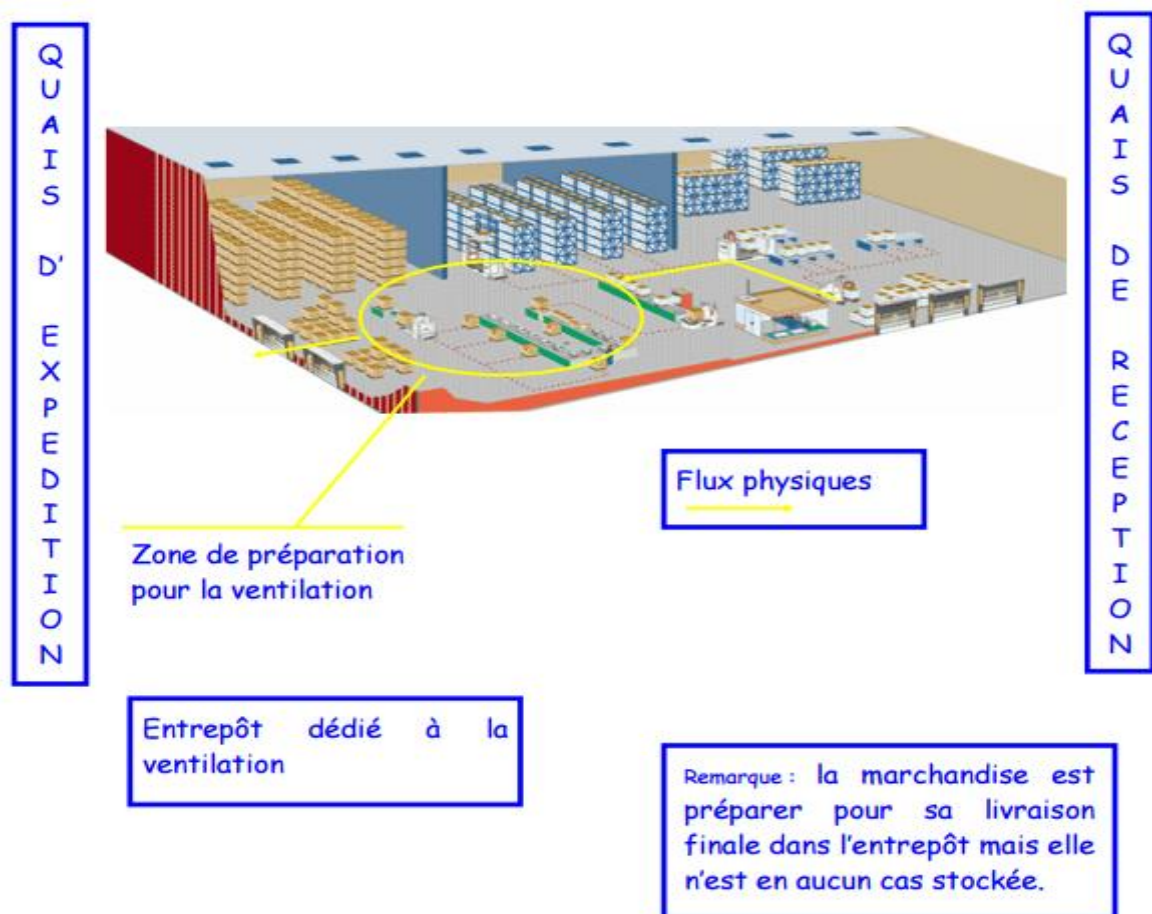 QUAIS D' EXPEDITION
QUAIS DE RECEPTION
Flux physiques
Zone de préparation
pour la ventilation
Entrepôt dédié à la
ventilation
Remarque : la marchandise est
préparer pour sa livraison
finale dans l'entrepôt mais elle
n'est en aucun cas stockée.